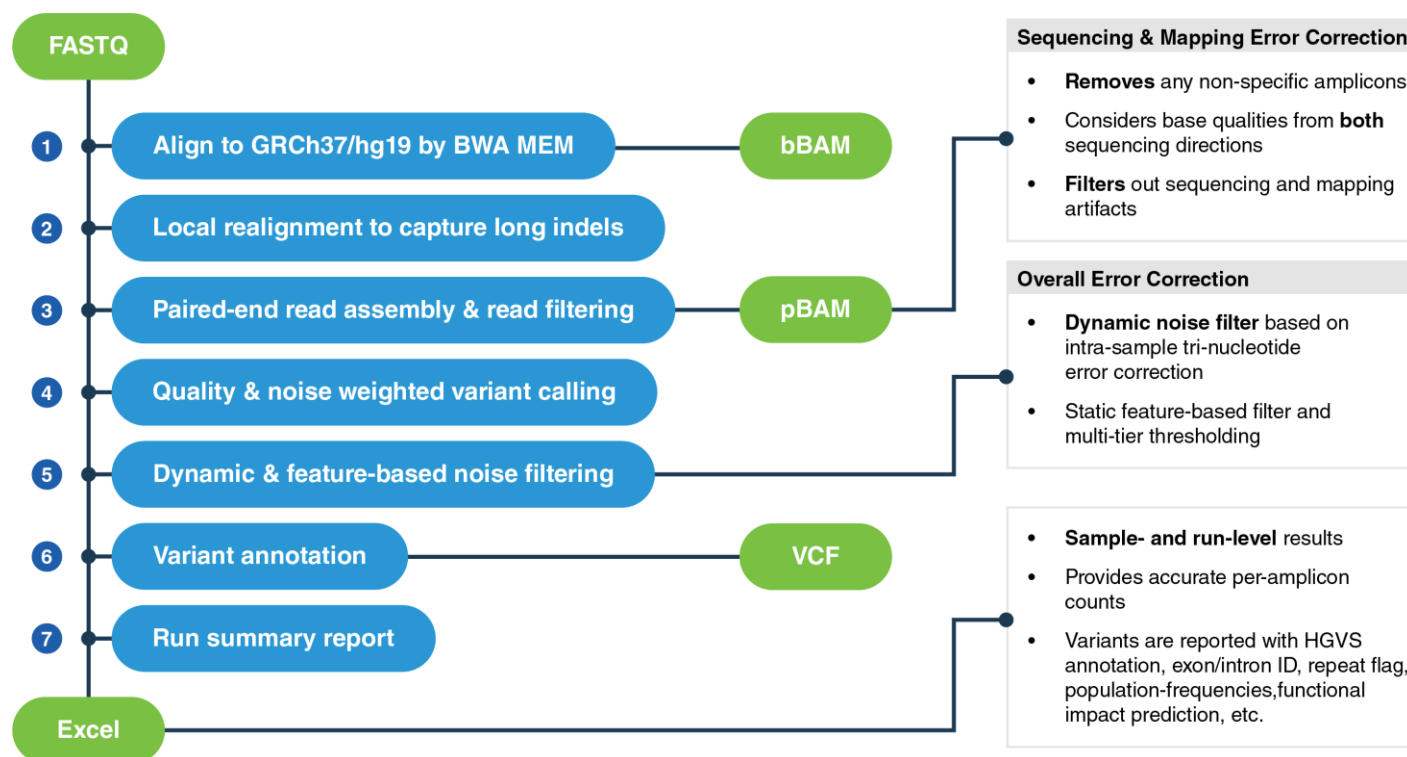 FASTQ
1 Align to GRCh37/hg19 by BWA MEM bBAM
2 Local realignment to capture long indels
3 Paired-end read assembly & read filtering pBAM
4 Quality & noise weighted variant calling
5 Dynamic & feature-based noise filtering
6 Variant annotation VCF
7 Run summary report
Excel
Sequencing & Mapping Error Correction
• Removes any non-specific amplicons
• Considers base qualities from both
sequencing directions
• Filters out sequencing and mapping
artifacts
Overall Error Correction
• Dynamic noise filter based on
intra-sample tri-nucleotide
error correction
• Static feature-based filter and
multi-tier thresholding
• Sample- and run-level results
• Provides accurate per-amplicon
counts
• Variants are reported with HGVS
annotation, exon/intron ID, repeat flag,
population-frequencies,functional
impact prediction, etc.